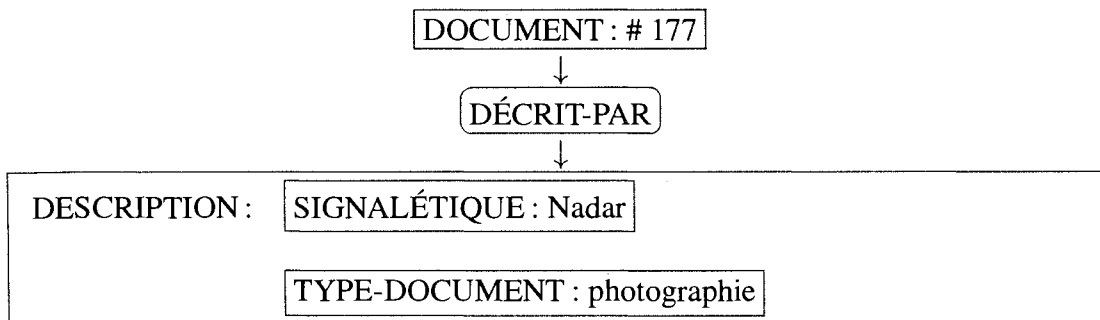 DOCUMENT : # 177
DÉCRIT-PAR
DESCRIPTION : SIGNALÉTIQUE : Nadar
TYPE-DOCUMENT : photographie